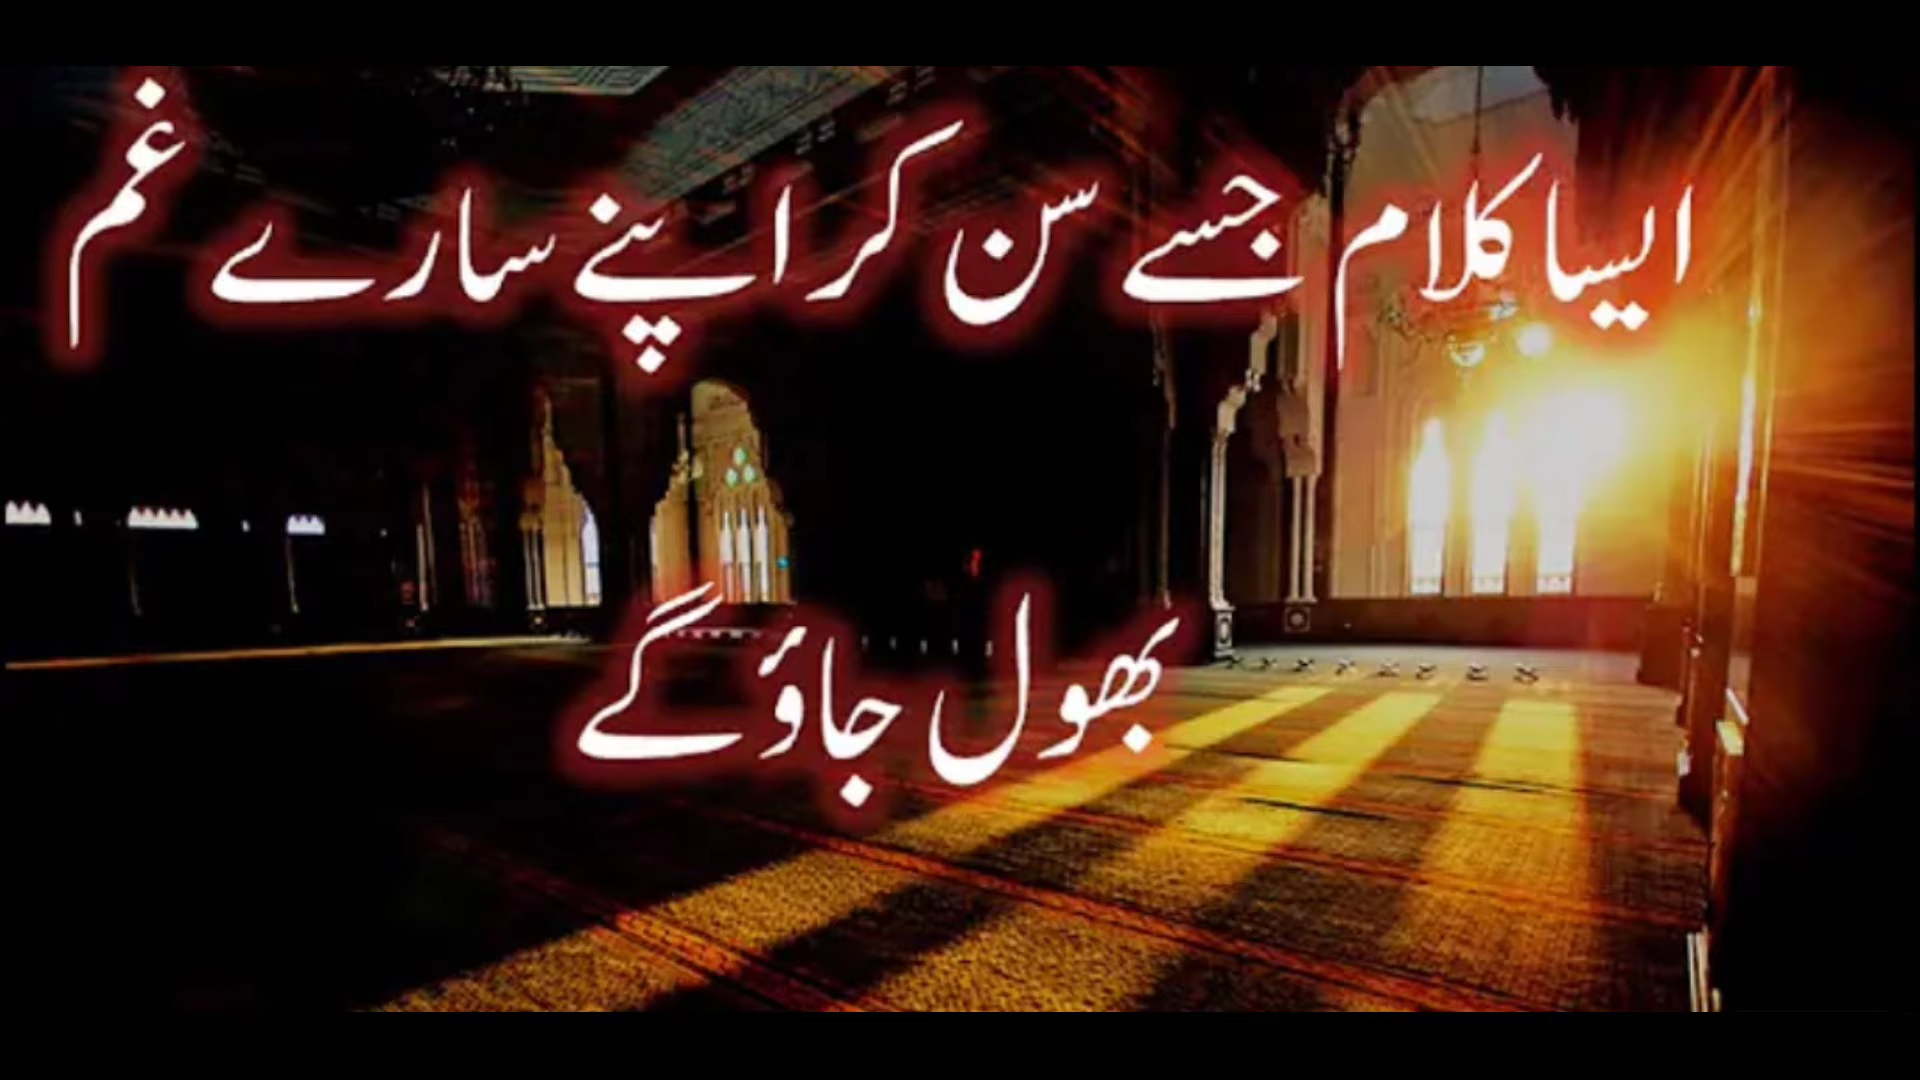 ایسا کلام جسے سن کر اپنے سارے غم
بھول جاؤ گے